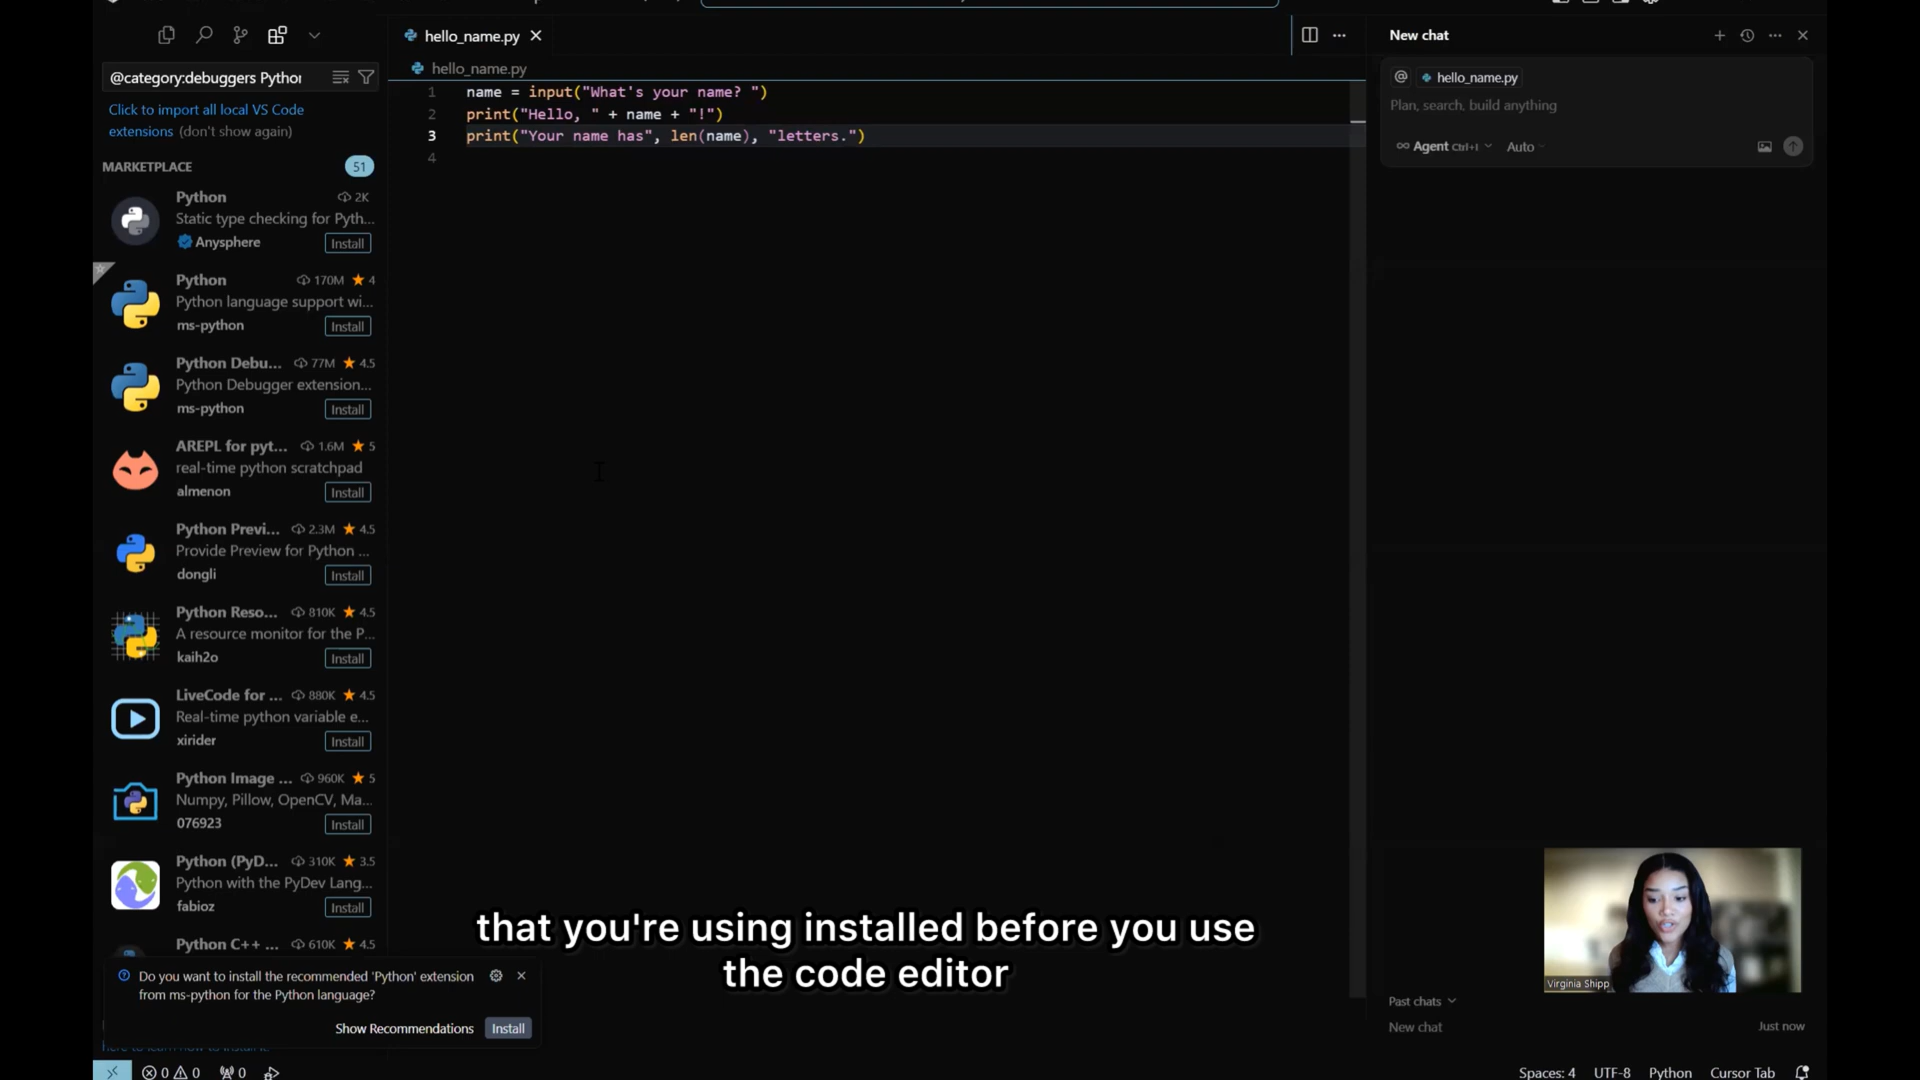 hello_name.py
New chat
@category:debuggers Python
hello_name.py
@ hello_name.py
Click to import all local VS Code
extensions (don't show again)
1 name = input("What's your name? ")
2 print("Hello, " + name + "!")
3 print("Your name has", len(name), "letters.")
4
Plan, search, build anything
Agent Ctrl+I Auto
MARKETPLACE 51
Python 2K
Static type checking for Pyth...
Anysphere Install
Python 170M 4
Python language support wi...
ms-python Install
Python Debu... 77M 4.5
Python Debugger extension...
ms-python Install
AREPL for pyt... 1.6M 5
real-time python scratchpad
almenon Install
Python Previ... 2.3M 4.5
Provide Preview for Python ...
dongli Install
Python Reso... 810K 4.5
A resource monitor for the P...
kaih2o Install
LiveCode for ... 880K 4.5
Real-time python variable e...
xirider Install
Python Image ... 960K 5
Numpy, Pillow, OpenCV, Ma...
076923 Install
Python (PyD... 310K 3.5
Python with the PyDev Lang...
fabioz Install
Python C++ ... 610K 4.5
Do you want to install the recommended 'Python' extension
from ms-python for the Python language?
Show Recommendations Install
that you're using installed before you use
the code editor
Virginia Shipp
Past chats
New chat Just now
0 0 0
Spaces: 4 UTF-8 Python Cursor Tab